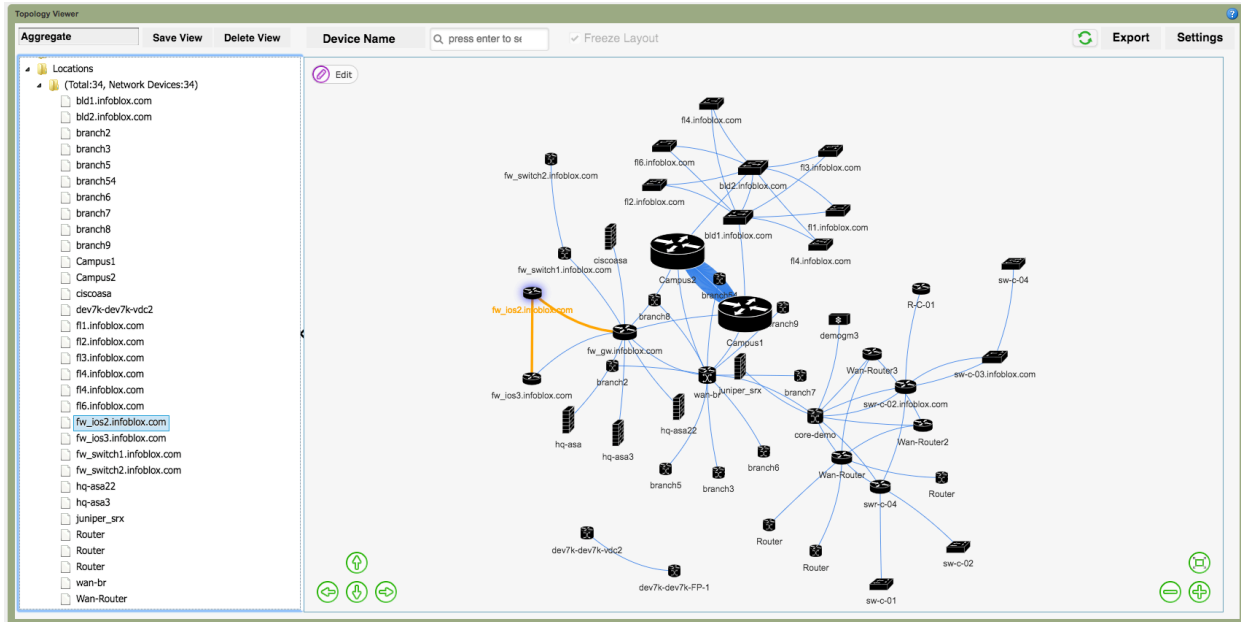 Topology Viewer
Aggregate
Save View
Delete View
Device Name
press enter to se
Freeze Layout
Export
Settings
Locations
(Total:34, Network Devices:34)
bld1.infoblox.com
bld2.infoblox.com
branch2
branch3
branch5
branch54
branch6
branch7
branch8
branch9
Campus1
Campus2
ciscoasa
dev7k-dev7k-vdc2
fl1.infoblox.com
fl2.infoblox.com
fl3.infoblox.com
fl4.infoblox.com
fl4.infoblox.com
fl6.infoblox.com
fw_ios2.infoblox.com
fw_ios3.infoblox.com
fw_switch1.infoblox.com
fw_switch2.infoblox.com
hq-asa22
hq-asa3
juniper_srx
Router
Router
Router
wan-br
Wan-Router
Edit
fl4.infoblox.com
fl6.infoblox.com
fl3.infoblox.com
fw_switch2.infoblox.com
bld2.infoblox.com
fl2.infoblox.com
fl1.infoblox.com
bld1.infoblox.com
ciscoasa
fl4.infoblox.com
fw_switch1.infoblox.com
Campus2
sw-c-04
branch54
fw_ios2.infoblox.com
R-C-01
branch8
branch9
demogm3
Campus1
fw_gw.infoblox.com
Wan-Router3
sw-c-03.infoblox.com
branch2
juniper_srx
branch7
fw_ios3.infoblox.com
wan-br
swr-c-02.infoblox.com
hq-asa22
core-demo
Wan-Router2
hq-asa
hq-asa3
branch6
Wan-Router
branch5
branch3
Router
swr-c-04
Router
dev7k-dev7k-vdc2
Router
sw-c-02
dev7k-dev7k-FP-1
sw-c-01